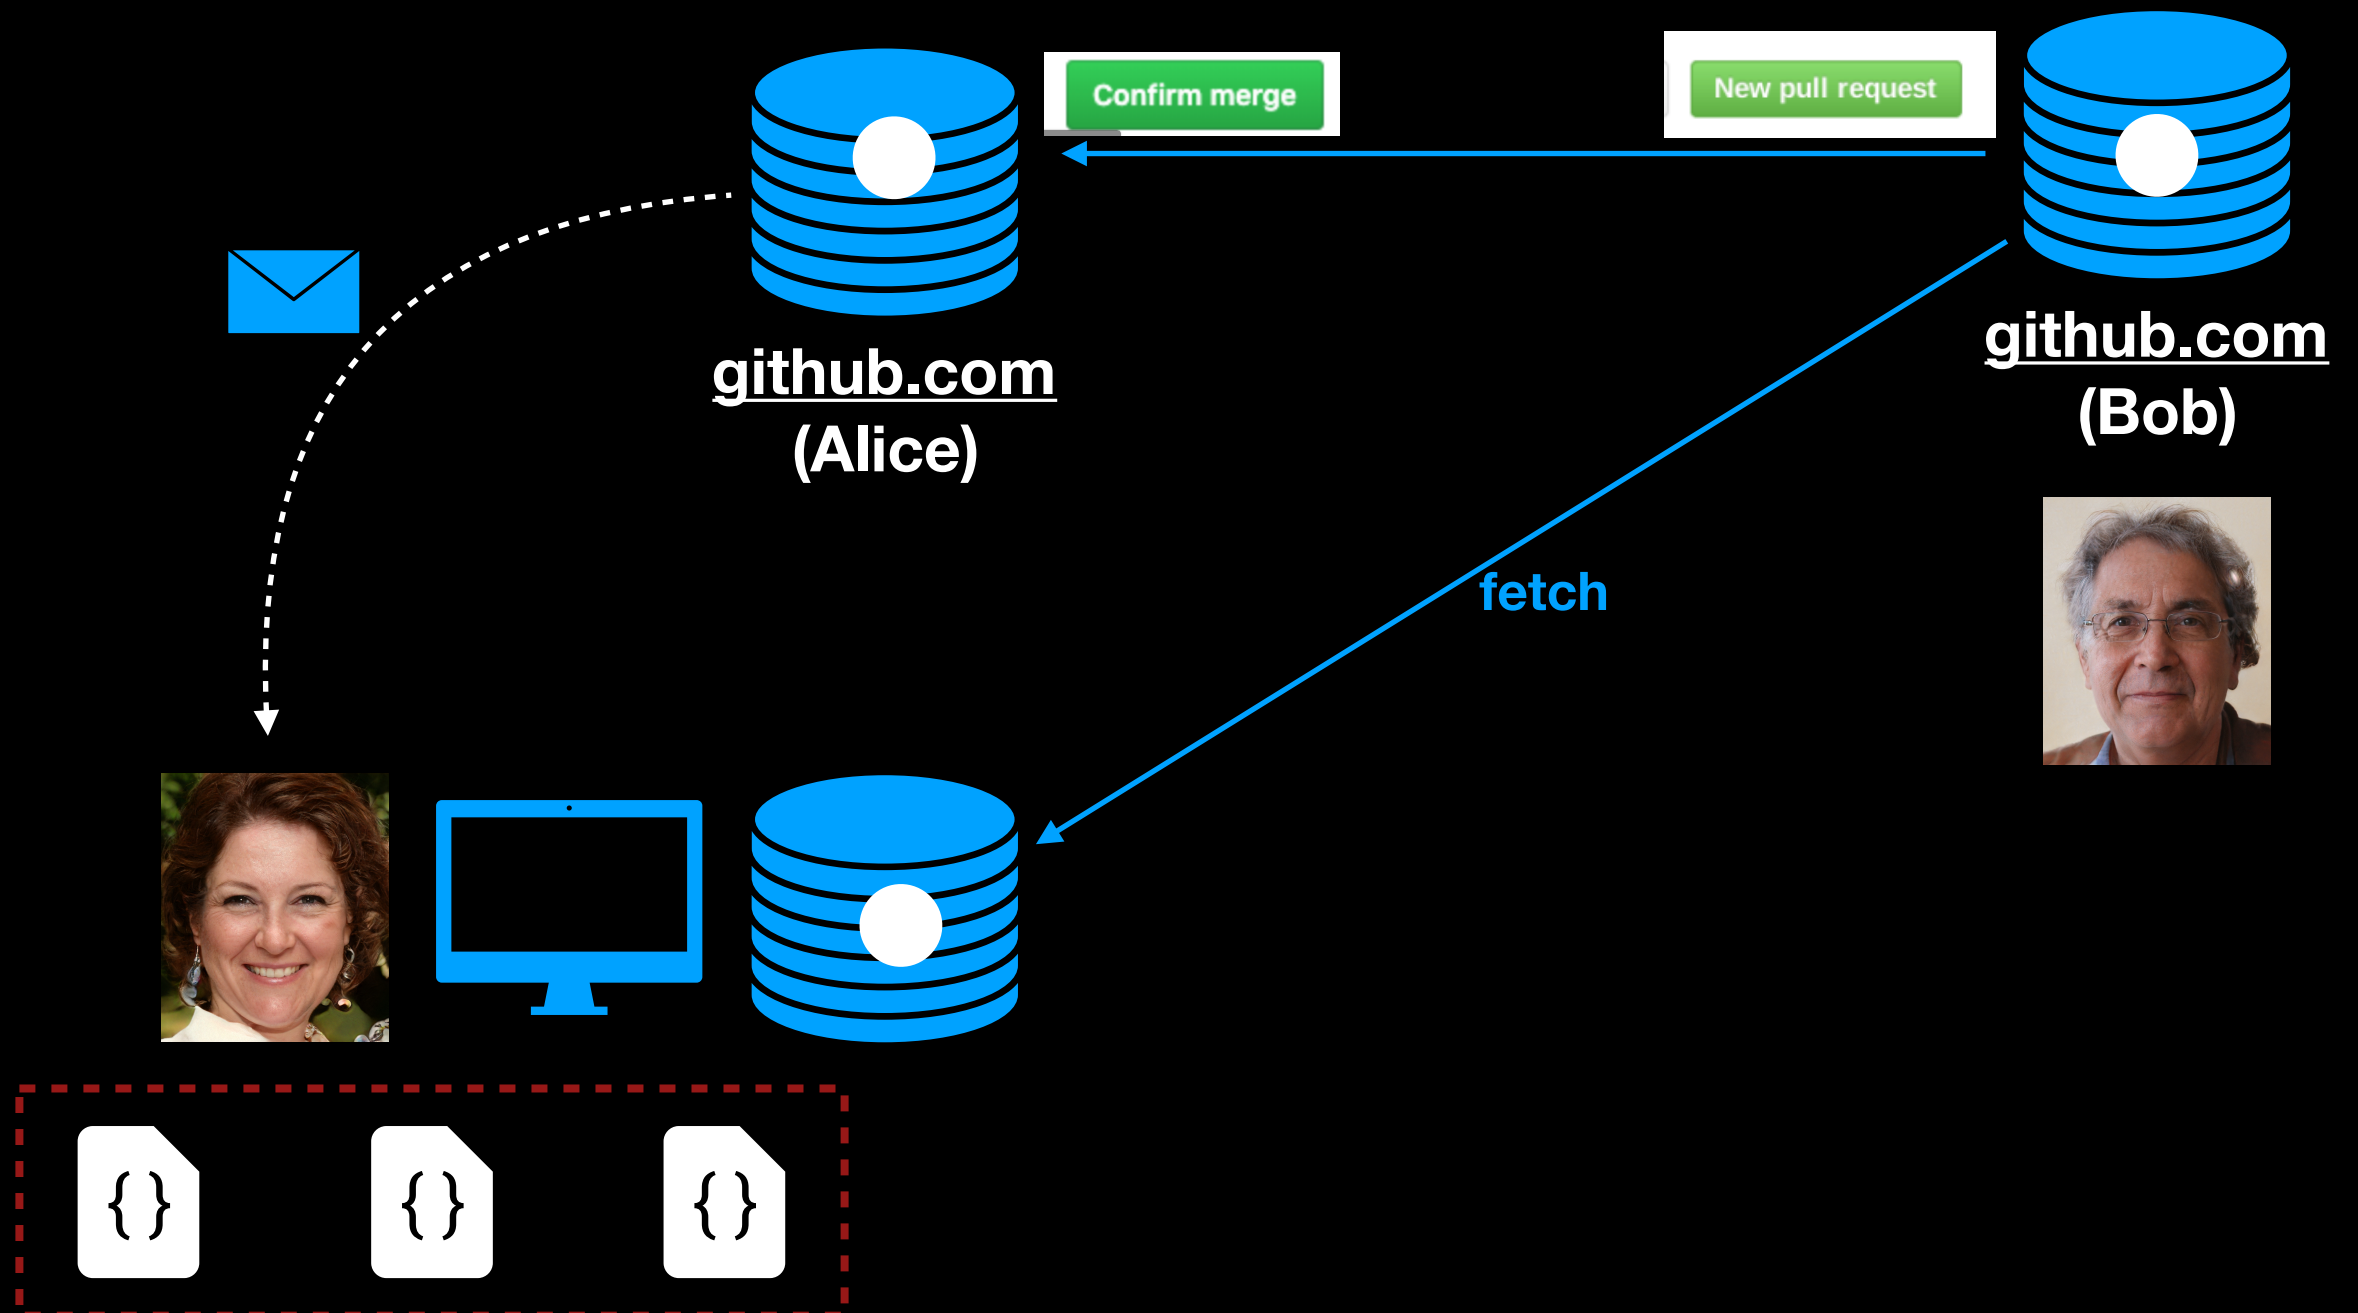 Confirm merge
New pull request
github.com
(Alice)
github.com
(Bob)
fetch
{}
{}
{}